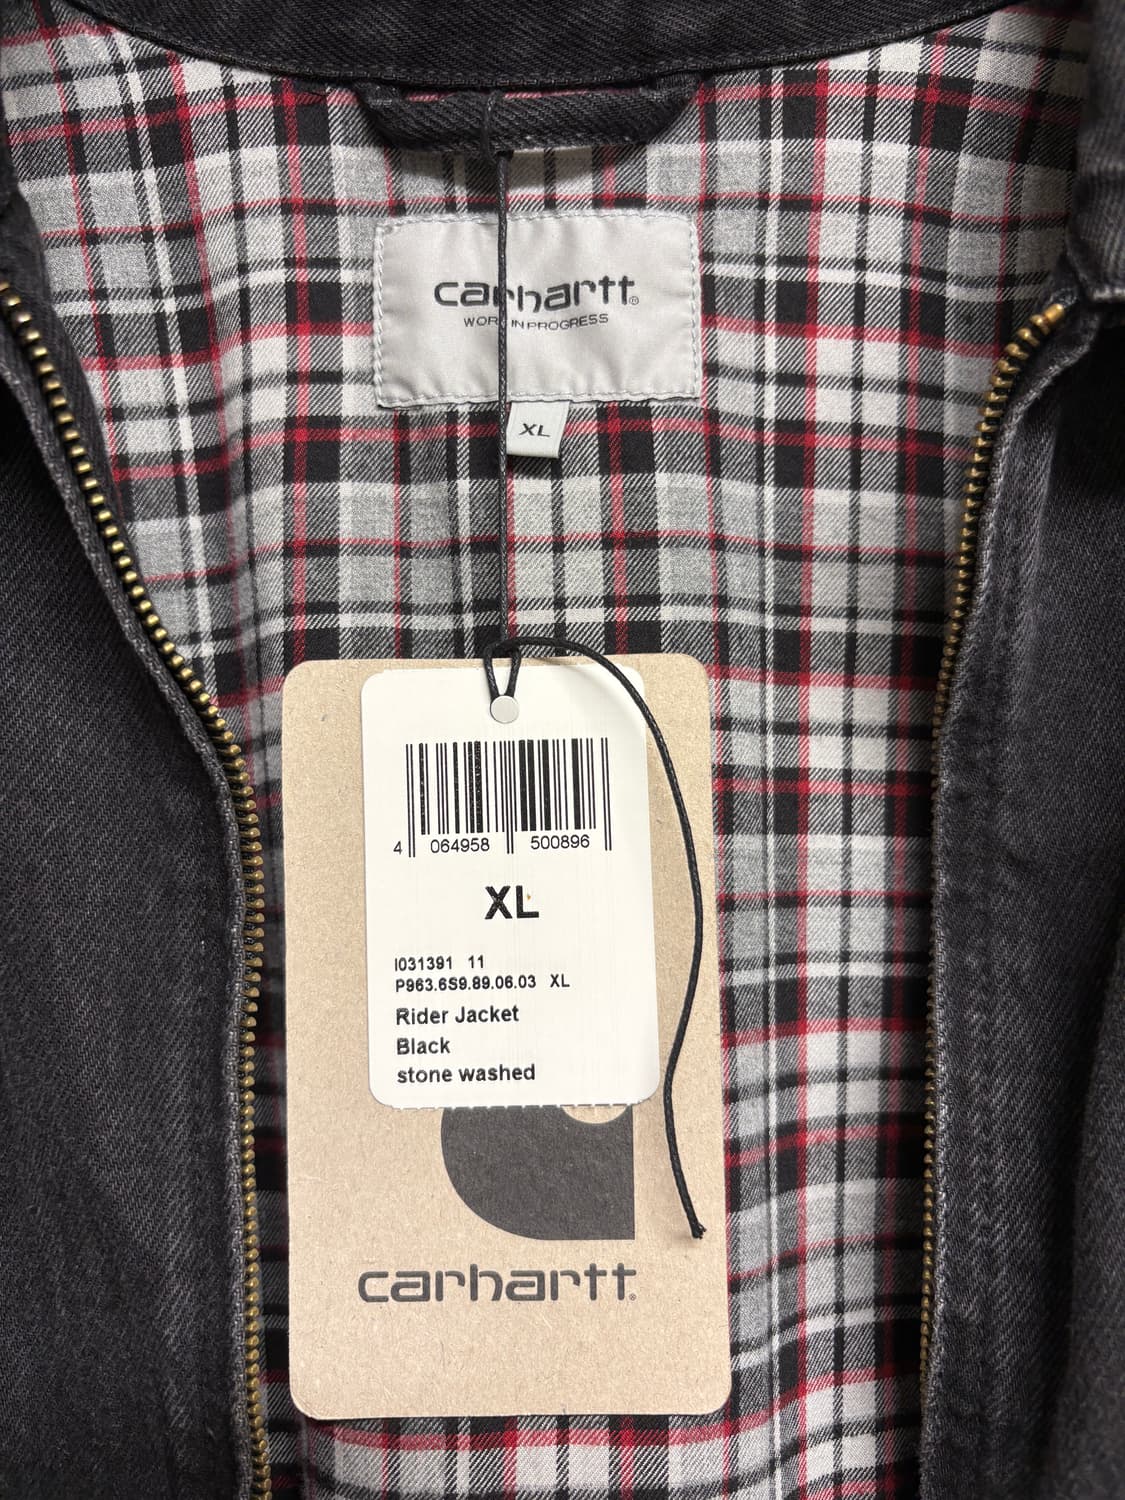 carhartt®
WORK IN PROGRESS
XL
4 064958 500896
XL
I031391 11
P963.6S9.89.06.03 XL
Rider Jacket
Black
stone washed
carhartt®